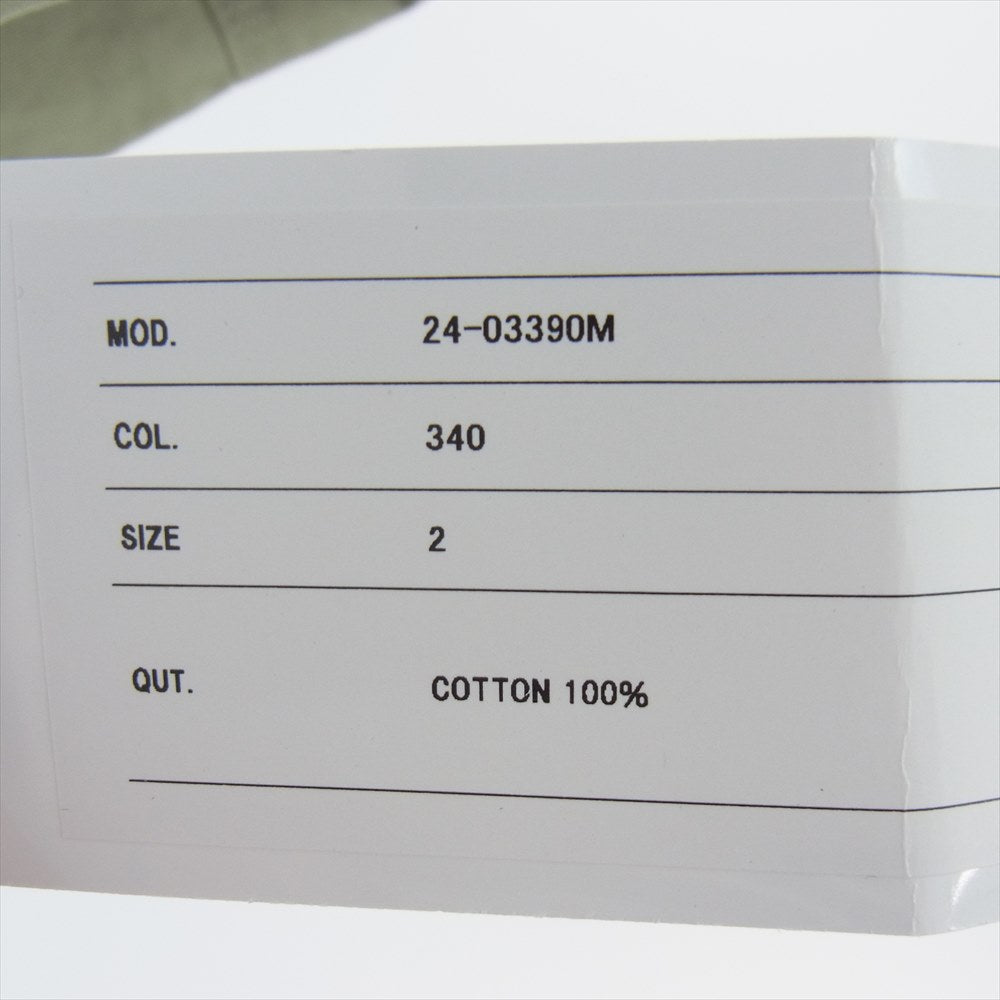 MOD. 24-03390M
COL. 340
SIZE 2
QUT. COTTON 100%